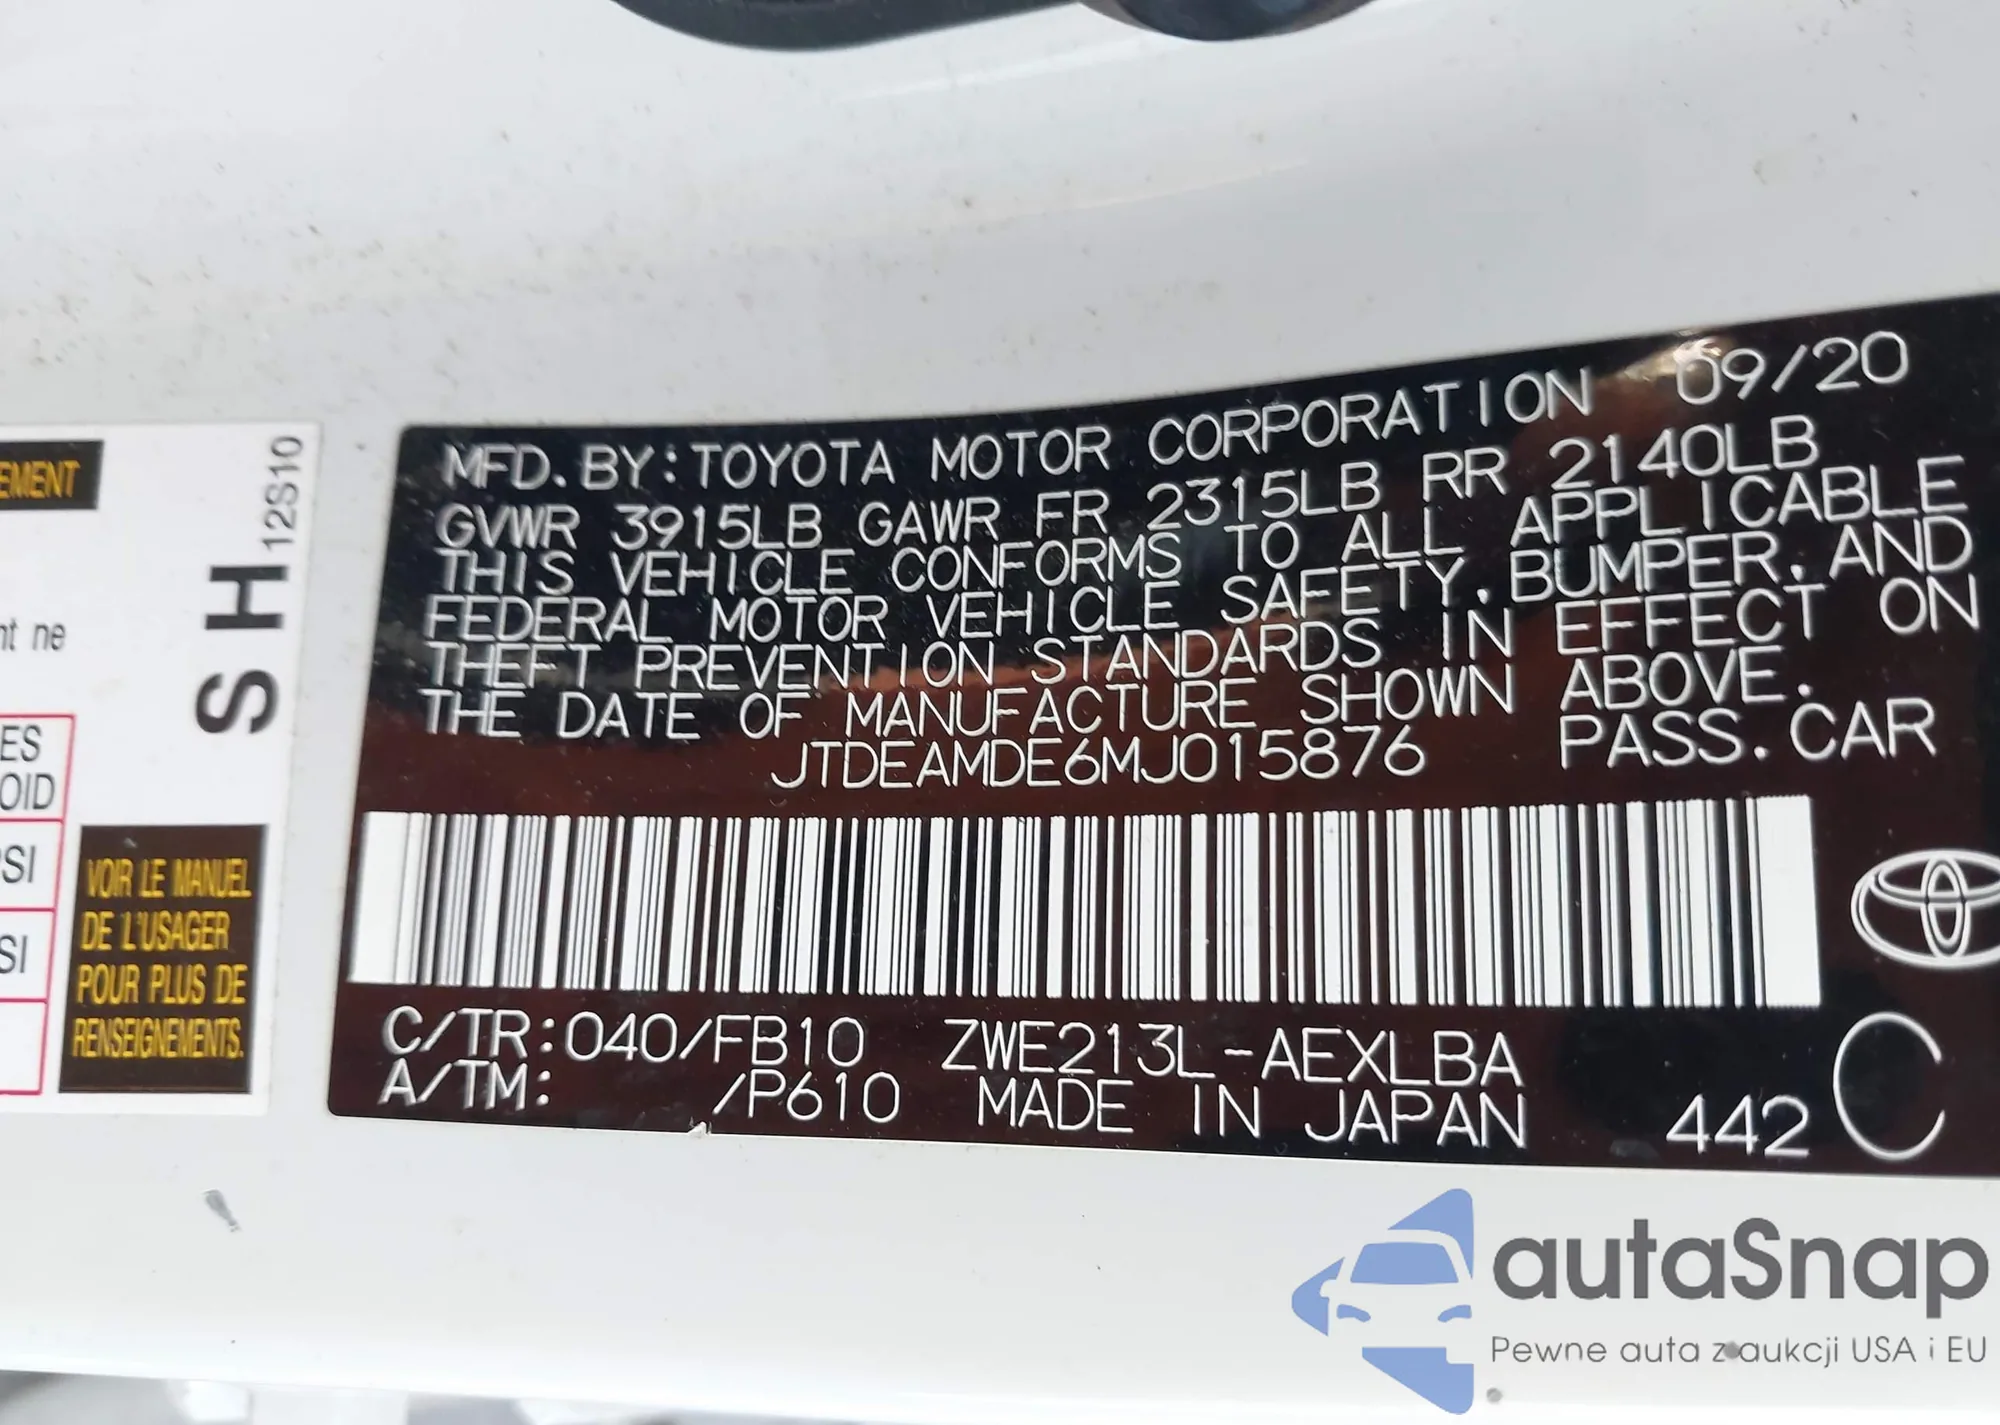 EMENT
nt ne
ES
OID
SI
SI
VOIR LE MANUEL
DE L'USAGER
POUR PLUS DE
RENSEIGNEMENTS.
SH 12S10
MFD. BY: TOYOTA MOTOR CORPORATION 09/20
GVWR 3915LB GAWR FR 2315LB RR 2140LB
THIS VEHICLE CONFORMS TO ALL APPLICABLE
FEDERAL MOTOR VEHICLE SAFETY, BUMPER, AND
THEFT PREVENTION STANDARDS IN EFFECT ON
THE DATE OF MANUFACTURE SHOWN ABOVE.
JTDEAMDE6MJ015876 PASS. CAR
C/TR: 040/FB10 ZWE213L-AEXLBA
A/TM: /P610 MADE IN JAPAN 442 C
autaSnap
Pewne auta z aukcji USA i EU